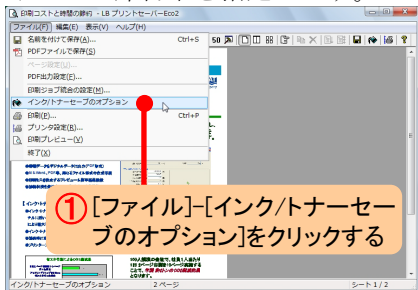 印刷コストと時間の節約 - LB プリントサーバーEco2
ファイル(F) 編集(E) 表示(V) ヘルプ(H)
名前を付けて保存(A)... Ctrl+S
50
PDFファイルで保存(S)
ページ設定(U)...
PDF出力設定(E)...
印刷ジョブ統合の設定(M)...
インク/トナーセーブのオプション
印刷(P)... Ctrl+P
プリンタ設定(R)...
印刷プレビュー(V)
終了(X)
①[ファイル]-[インク/トナーセー
ブのオプション]をクリックする
インク/トナーセーブのオプション 2 ページ シート 1 / 2